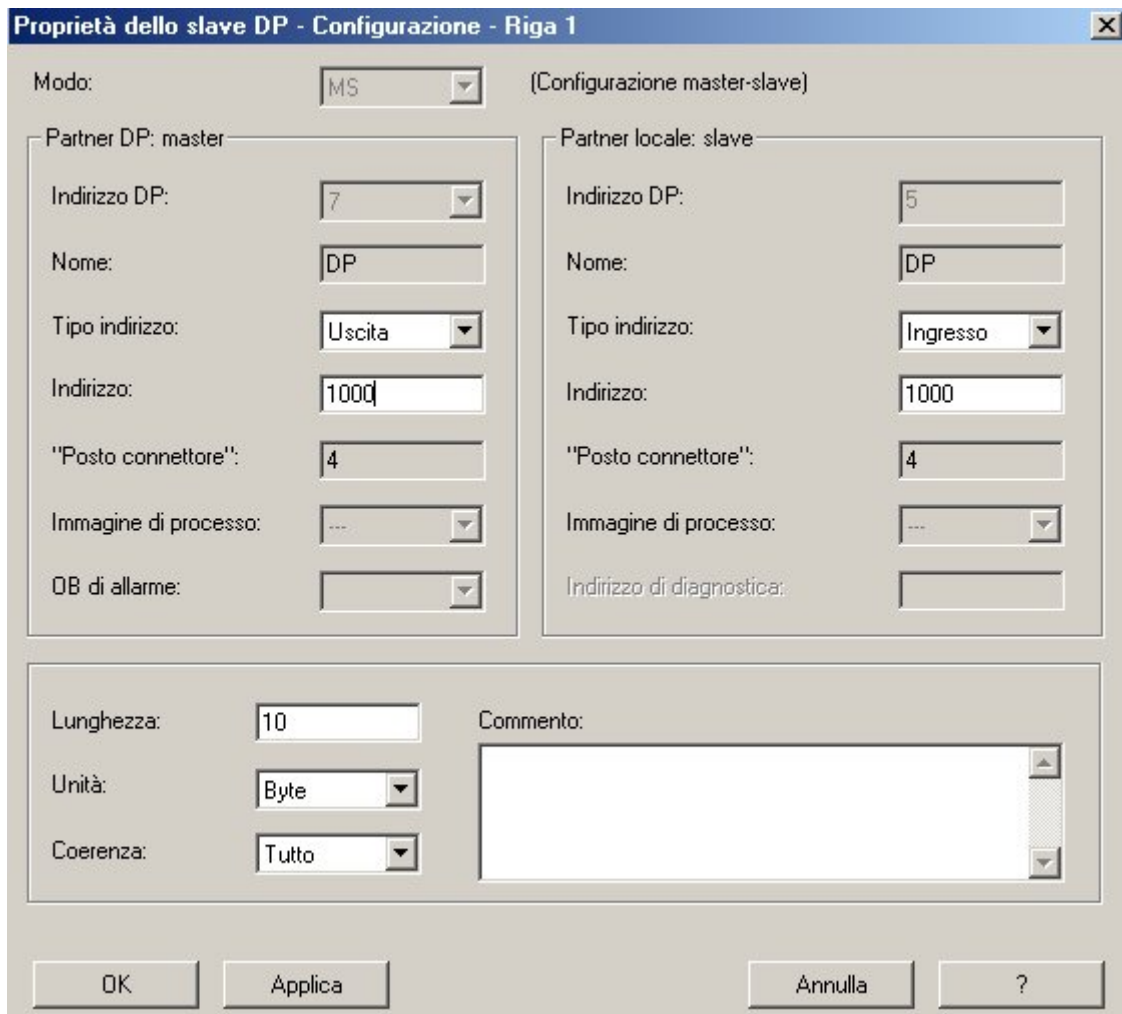 Proprietà dello slave DP - Configurazione - Riga 1
Modo: MS (Configurazione master-slave)
Partner DP: master
Indirizzo DP: 7
Nome: DP
Tipo indirizzo: Uscita
Indirizzo: 1000
"Posto connettore": 4
Immagine di processo: ---
OB di allarme:
Partner locale: slave
Indirizzo DP: 5
Nome: DP
Tipo indirizzo: Ingresso
Indirizzo: 1000
"Posto connettore": 4
Immagine di processo: ---
Indirizzo di diagnostica:
Lunghezza: 10
Unità: Byte
Coerenza: Tutto
Commento:
OK Applica Annulla ?